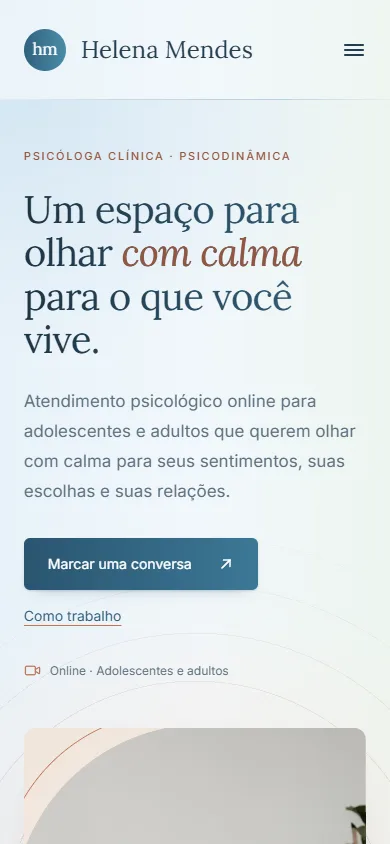 hm Helena Mendes
PSICÓLOGA CLÍNICA · PSICODINÂMICA
Um espaço para
olhar com calma
para o que você
vive.
Atendimento psicológico online para
adolescentes e adultos que querem olhar
com calma para seus sentimentos, suas
escolhas e suas relações.
Marcar uma conversa
Como trabalho
Online · Adolescentes e adultos